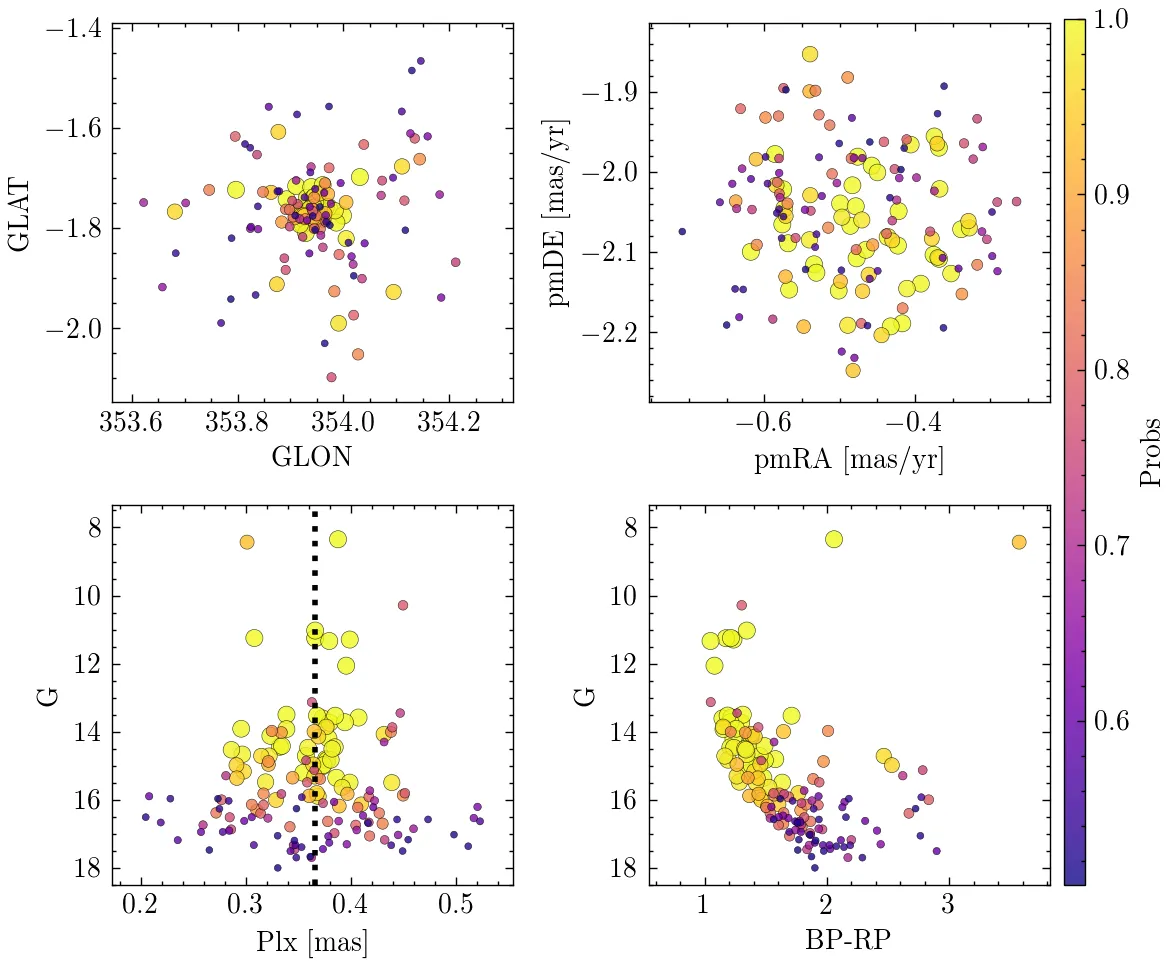 −1.4
−1.6
−1.8
−2.0
GLAT
353.6 353.8 354.0 354.2
GLON
−1.9
−2.0
−2.1
−2.2
pmDE [mas/yr]
−0.6 −0.4
pmRA [mas/yr]
8
10
12
14
16
18
G
0.2 0.3 0.4 0.5
Plx [mas]
8
10
12
14
16
18
G
1 2 3
BP-RP
1.0
0.9
0.8
0.7
0.6
Probs